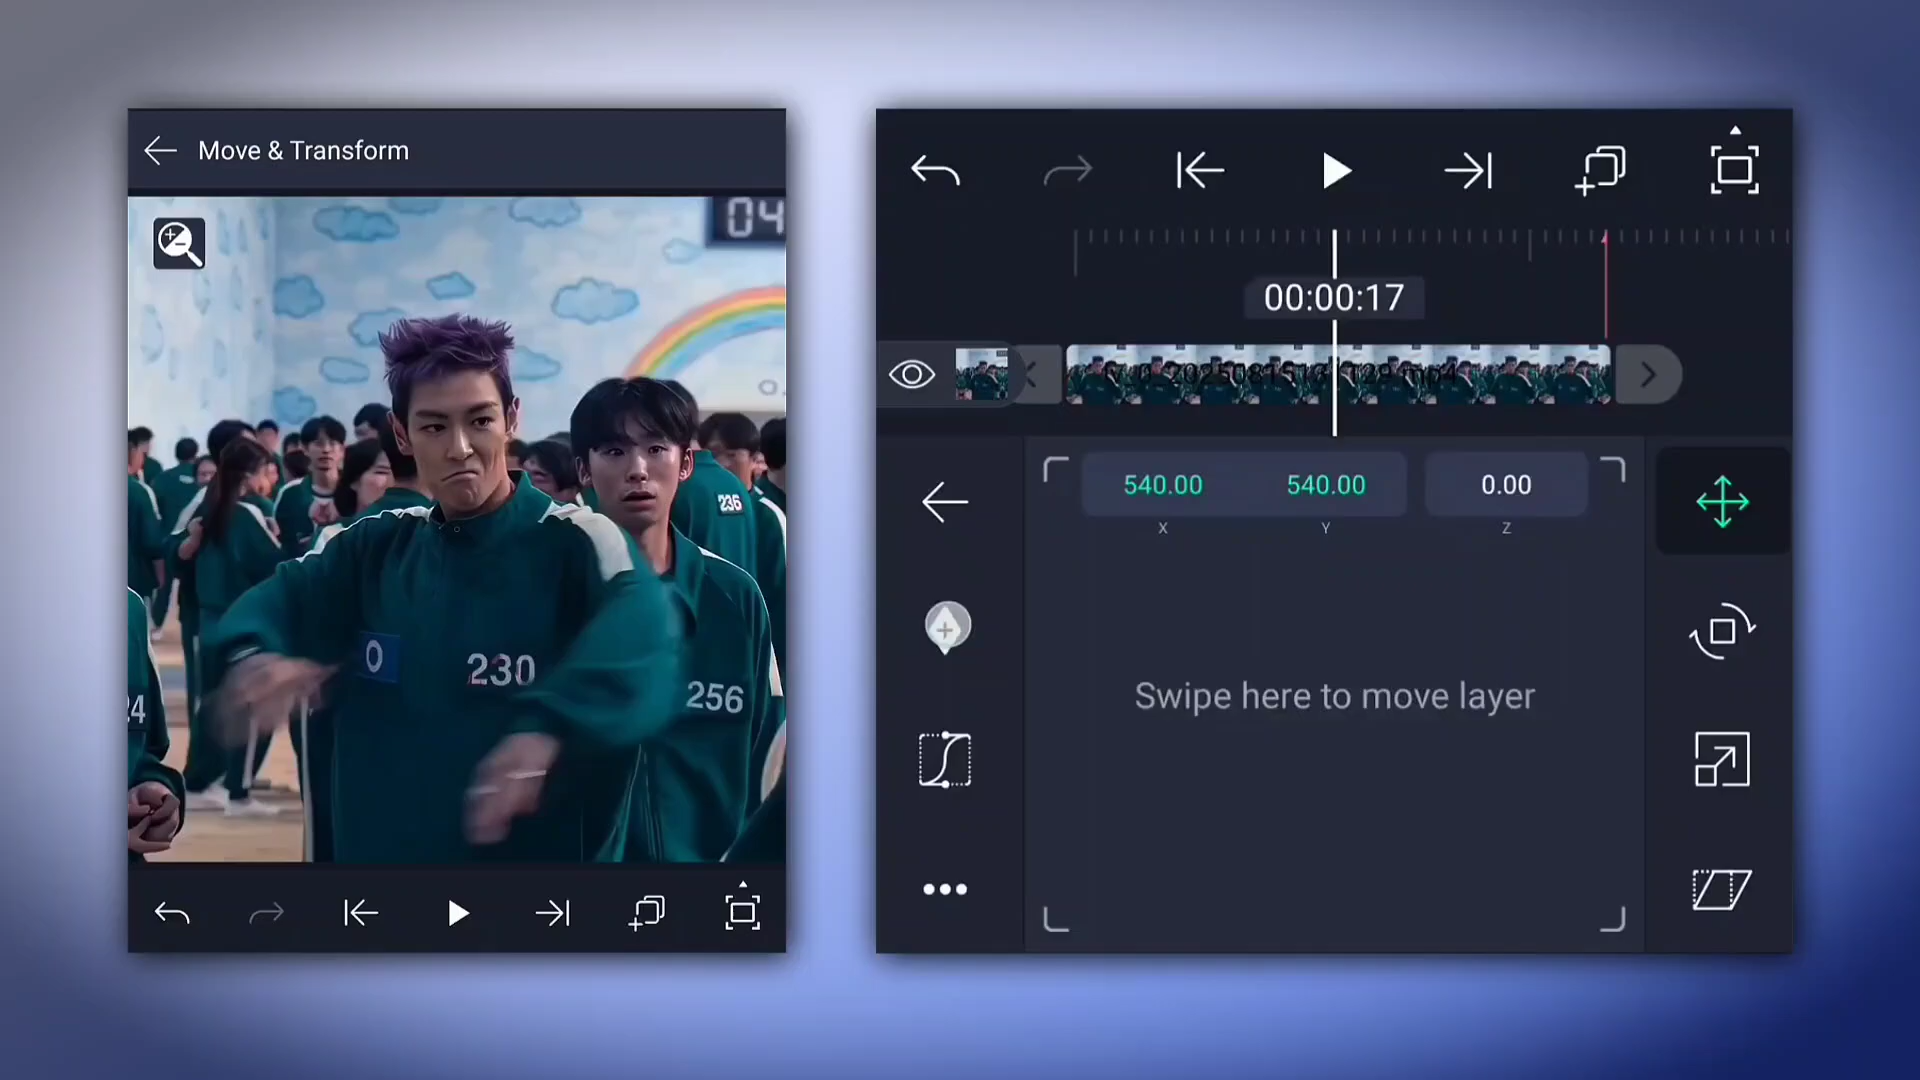 Move & Transform
04
236
O
230
256
24
00:00:17
540.00 540.00 0.00
X Y Z
Swipe here to move layer